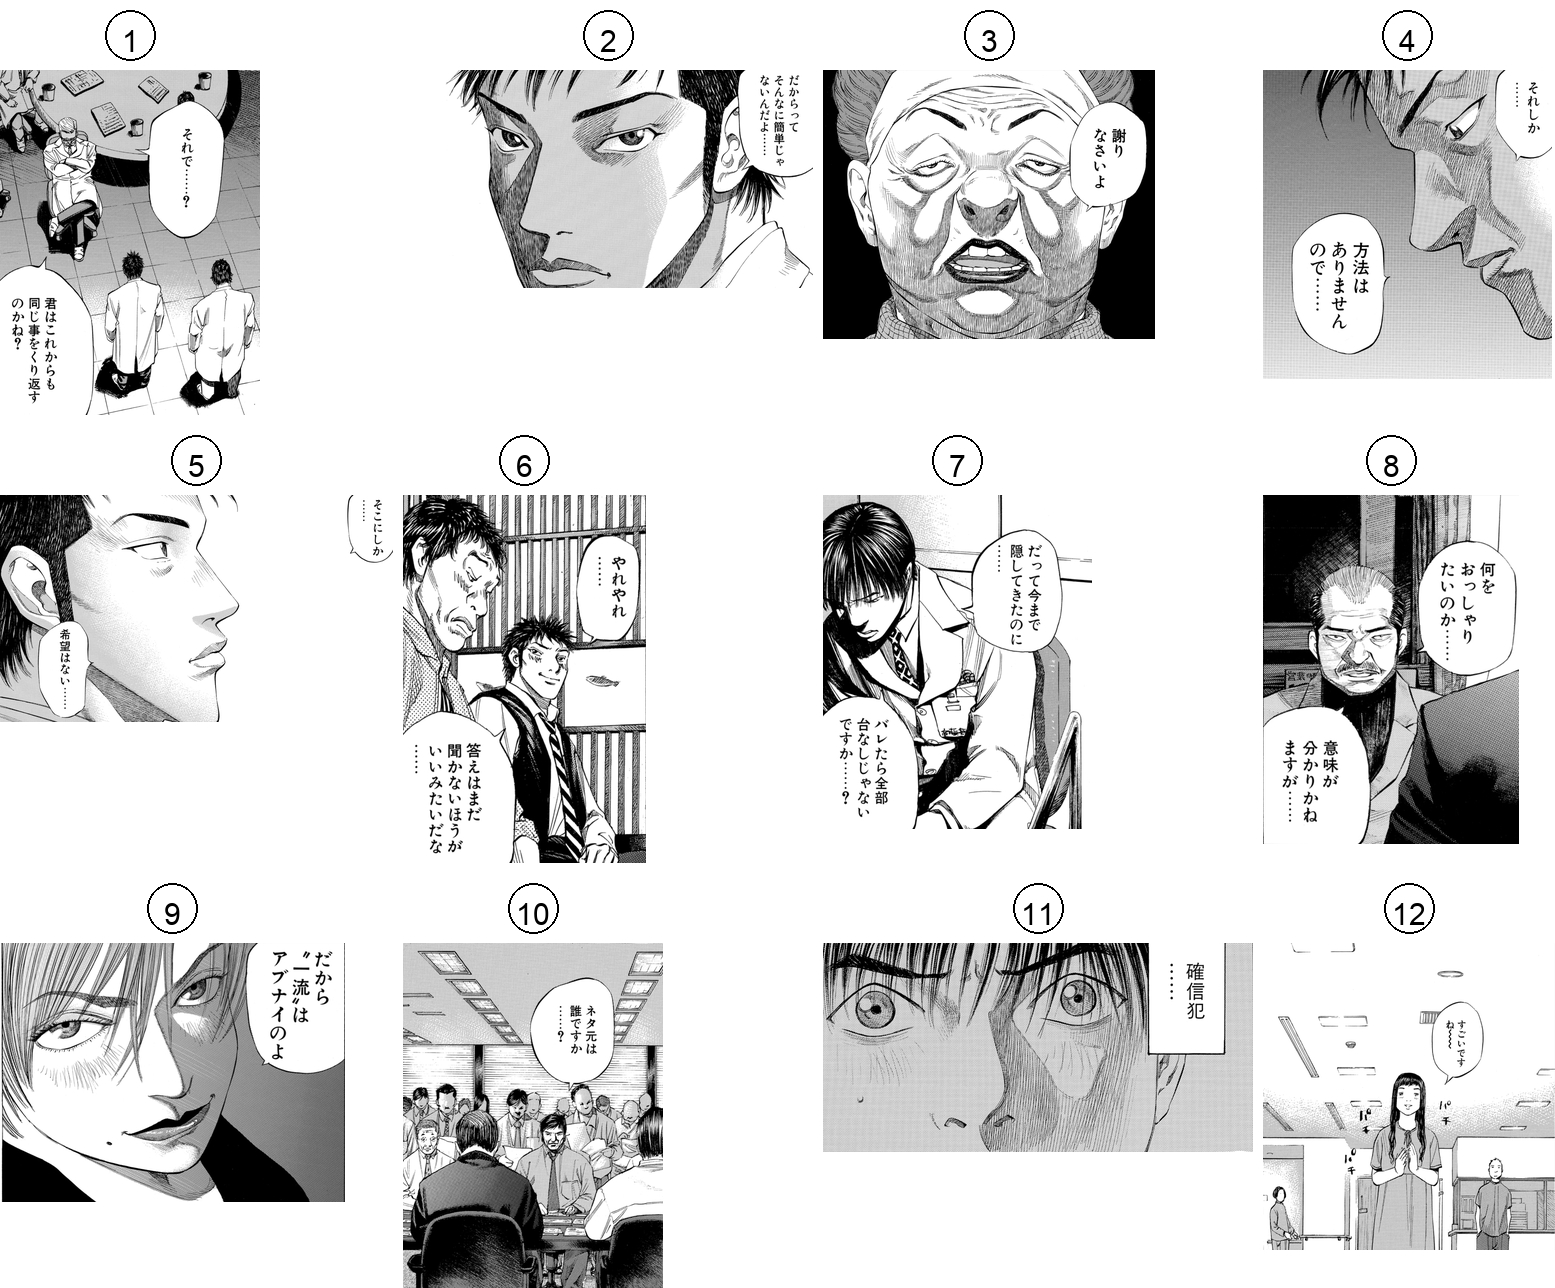 1
それで……?
君はこれからも
同じ事をくり返す
のかね?
2
だからって
そんなに簡単じゃ
ないんだよ……
3
謝り
なさいよ
4
それしか
……
方法は
ありません
ので……
5
希望はない……
6
そこにしか
……
やれやれ
……
答えはまだ
聞かないほうが
いいみたいだな
……
7
だって今まで
隠してきたのに
……
バレたら全部
台なしじゃない
ですか……?
8
何を
おっしゃり
たいのか……
意味が
分かりかね
ますが……
9
だから
〝一流〟は
アブナイのよ
10
ネタ元は
誰ですか
……?
11
確信犯
……
12
すごいです
ね〜〜
パチ
パチ
パチ